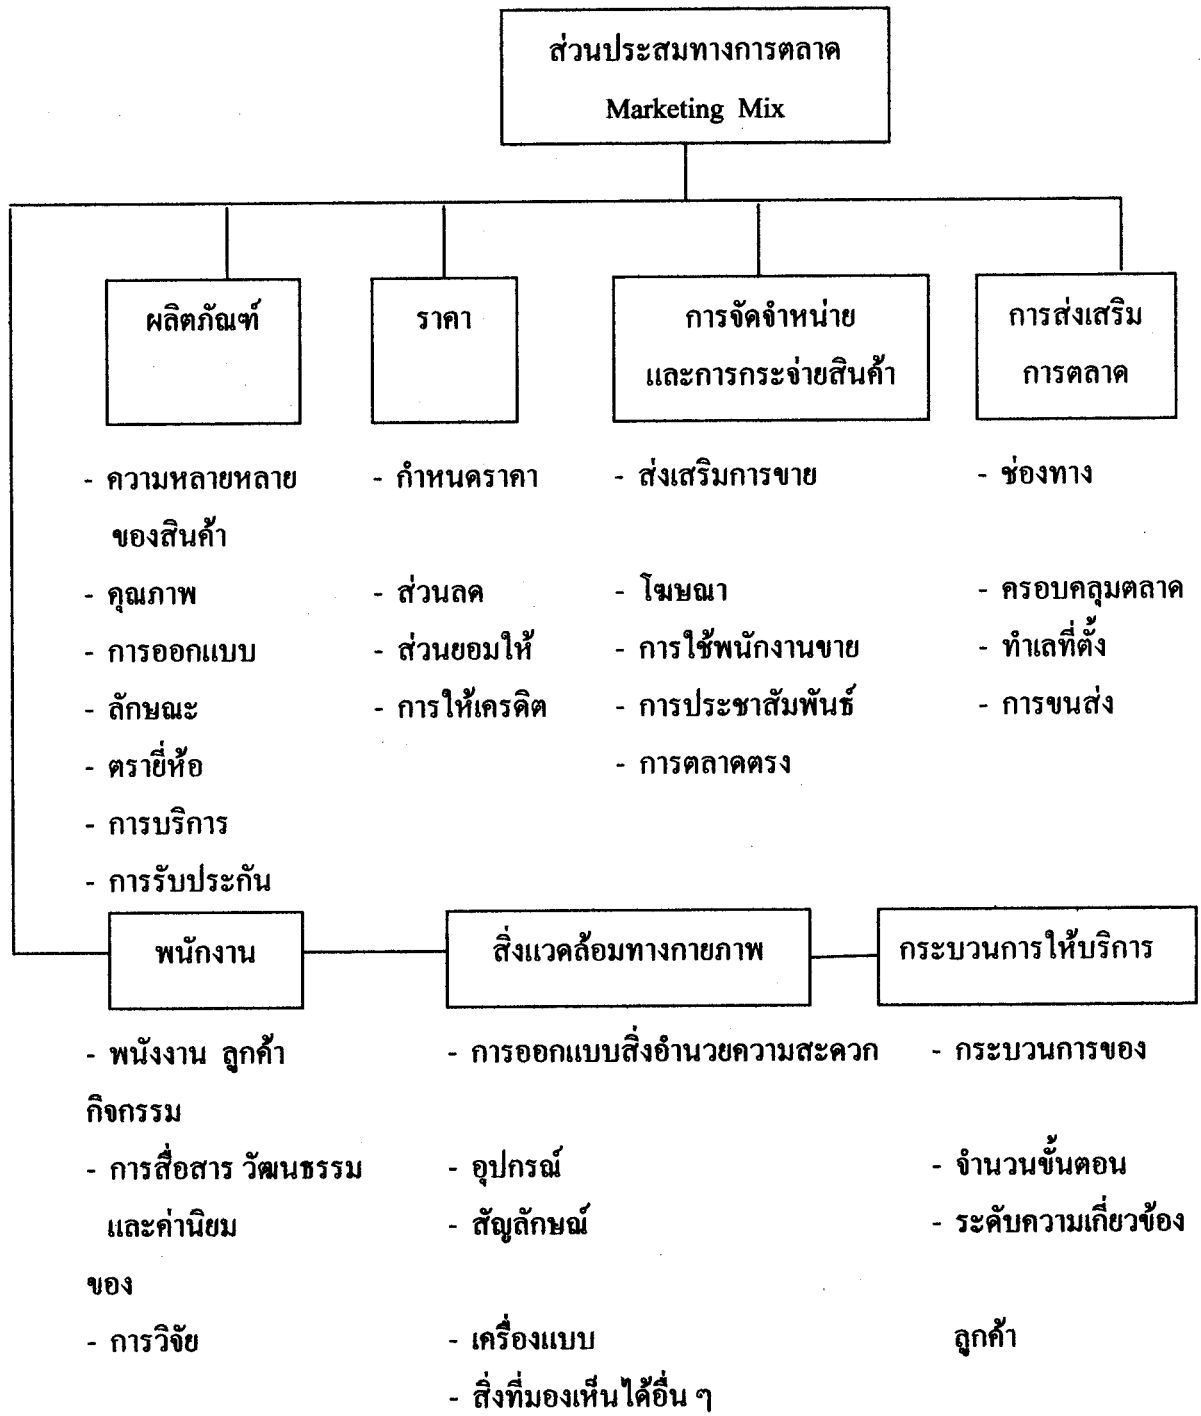 ส่วนประสมทางการตลาด
Marketing Mix
ผลิตภัณฑ์
ราคา
การจัดจำหน่าย
และการกระจ่ายสินค้า
การส่งเสริม
การตลาด
- ความหลายหลาย
ของสินค้า
- คุณภาพ
- การออกแบบ
- ลักษณะ
- ตรายี่ห้อ
- การบริการ
- การรับประกัน
- กำหนดราคา
- ส่วนลด
- ส่วนยอมให้
- การให้เครดิต
- ส่งเสริมการขาย
- โฆษณา
- การใช้พนักงานขาย
- การประชาสัมพันธ์
- การตลาดตรง
- ช่องทาง
- ครอบคลุมตลาด
- ทำเลที่ตั้ง
- การขนส่ง
พนักงาน
สิ่งแวดล้อมทางกายภาพ
กระบวนการให้บริการ
- พนังงาน ลูกค้า
กิจกรรม
- การสื่อสาร วัฒนธรรม
และค่านิยม
ของ
- การวิจัย
- การออกแบบสิ่งอำนวยความสะดวก
- อุปกรณ์
- สัญลักษณ์
- เครื่องแบบ
- สิ่งที่มองเห็นได้อื่น ๆ
- กระบวนการของ
- จำนวนขั้นตอน
- ระดับความเกี่ยวข้อง
ลูกค้า